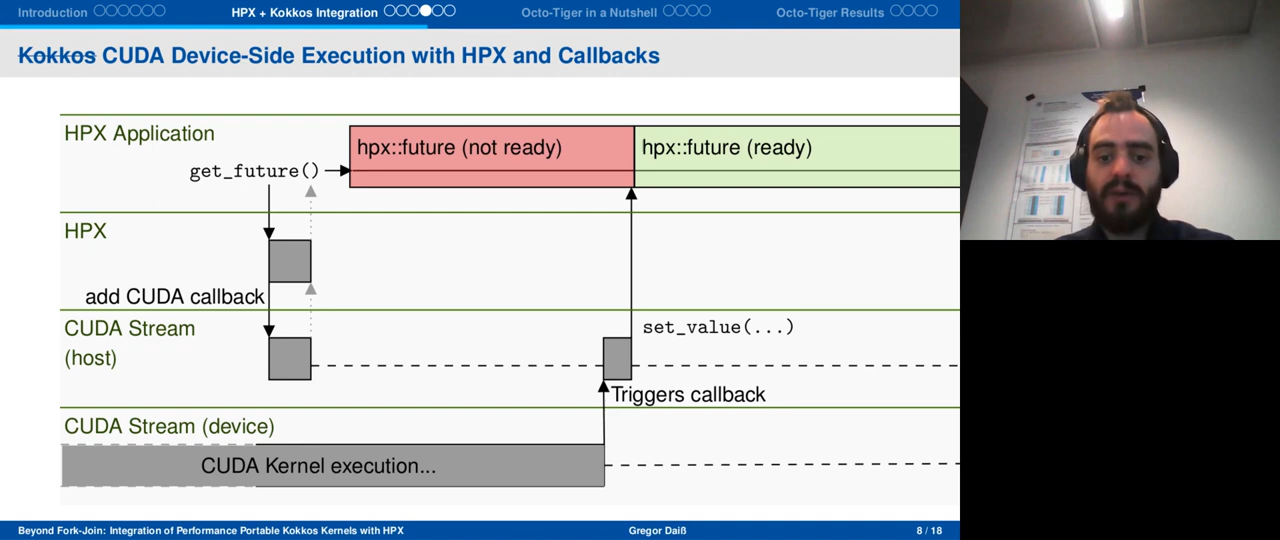 Introduction HPX + Kokkos Integration Octo-Tiger in a Nutshell Octo-Tiger Results
Kokkos CUDA Device-Side Execution with HPX and Callbacks
HPX Application
hpx::future (not ready) hpx::future (ready)
get_future()
HPX
add CUDA callback
CUDA Stream
(host)
set_value(...)
Triggers callback
CUDA Stream (device)
CUDA Kernel execution...
Beyond Fork-Join: Integration of Performance Portable Kokkos Kernels with HPX Gregor Daiß 8 / 18